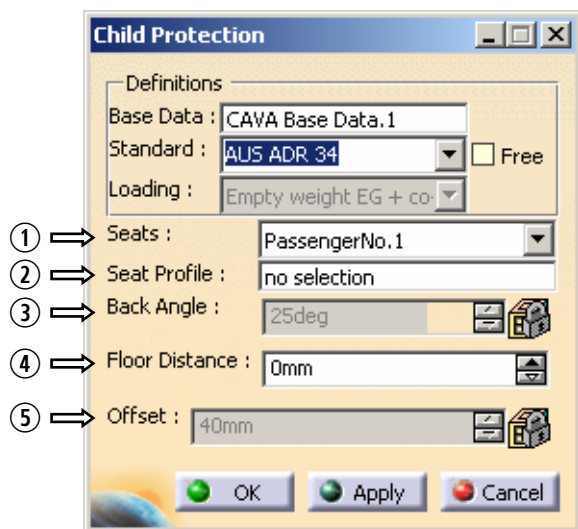 Child Protection
Definitions
Base Data : CAVA Base Data.1
Standard : AUS ADR 34 Free
Loading : Empty weight EG + co-
① Seats : PassengerNo.1
② Seat Profile : no selection
③ Back Angle : 25deg
④ Floor Distance : 0mm
⑤ Offset : 40mm
OK Apply Cancel